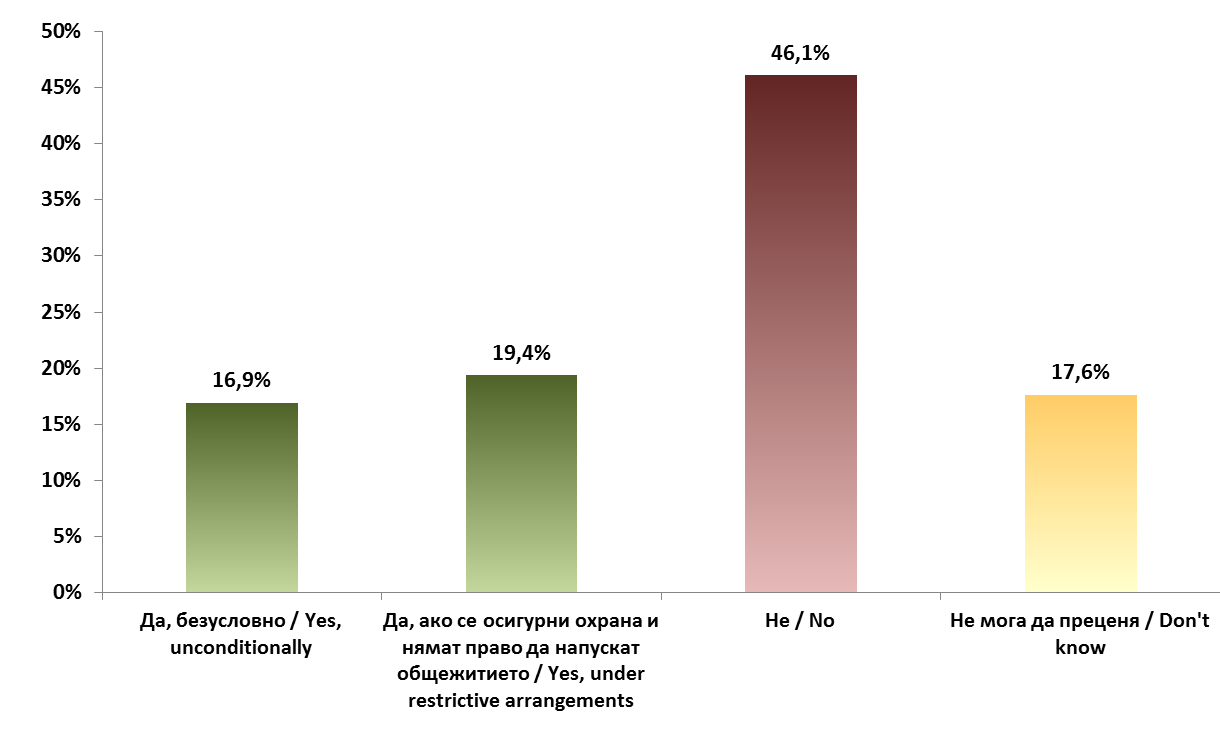 50%
45%
40%
35%
30%
25%
20%
15%
10%
5%
0%
16,9%
19,4%
46,1%
17,6%
Да, безусловно / Yes,
unconditionally
Да, ако се осигурни охрана и
нямат право да напускат
общежитието / Yes, under
restrictive arrangements
Не / No
Не мога да преценя / Don't
know